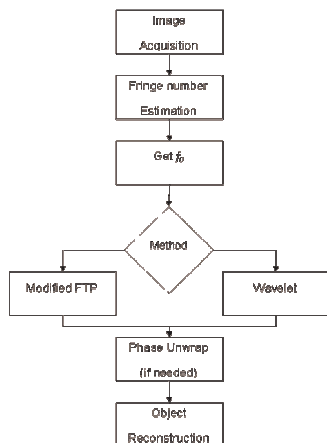 Image
Acquisition
Fringe number
Estimation
Get f₀
Method
Modified FTP
Wavelet
Phase Unwrap
(if needed)
Object
Reconstruction